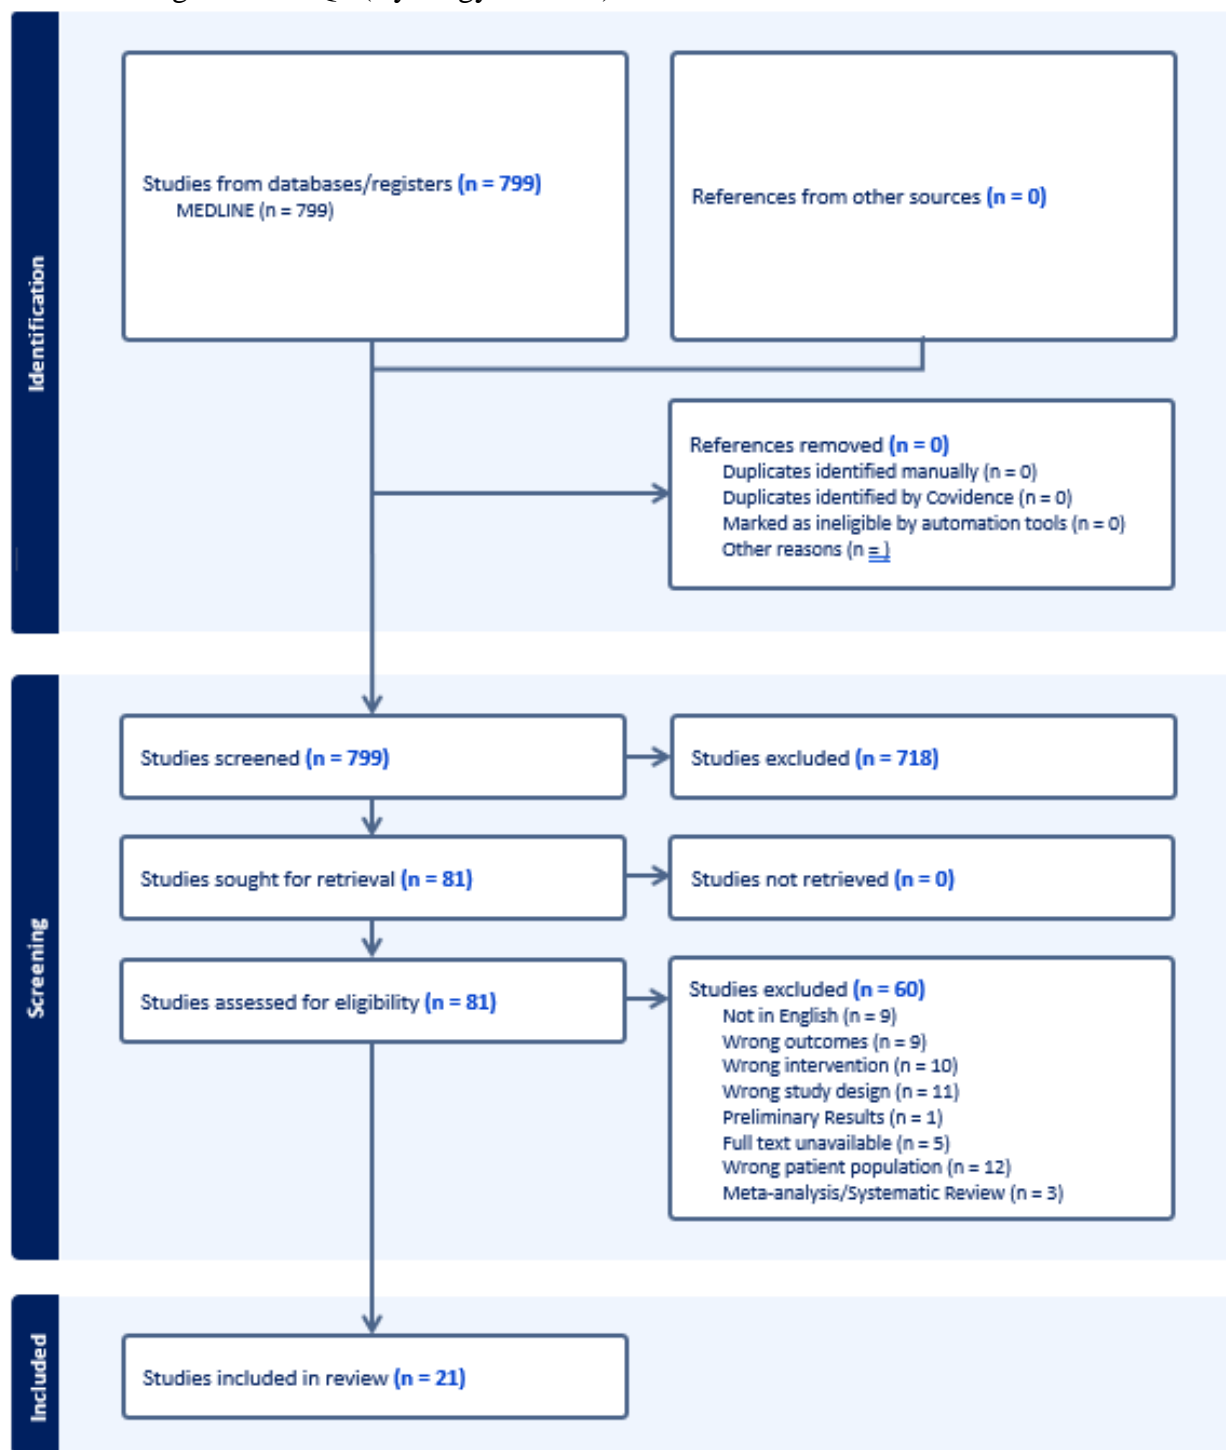 Identification
Studies from databases/registers (n = 799)
MEDLINE (n = 799)
References from other sources (n = 0)
References removed (n = 0)
Duplicates identified manually (n = 0)
Duplicates identified by Covidence (n = 0)
Marked as ineligible by automation tools (n = 0)
Other reasons (n = )
Screening
Studies screened (n = 799)
Studies excluded (n = 718)
Studies sought for retrieval (n = 81)
Studies not retrieved (n = 0)
Studies assessed for eligibility (n = 81)
Studies excluded (n = 60)
Not in English (n = 9)
Wrong outcomes (n = 9)
Wrong intervention (n = 10)
Wrong study design (n = 11)
Preliminary Results (n = 1)
Full text unavailable (n = 5)
Wrong patient population (n = 12)
Meta-analysis/Systematic Review (n = 3)
Included
Studies included in review (n = 21)